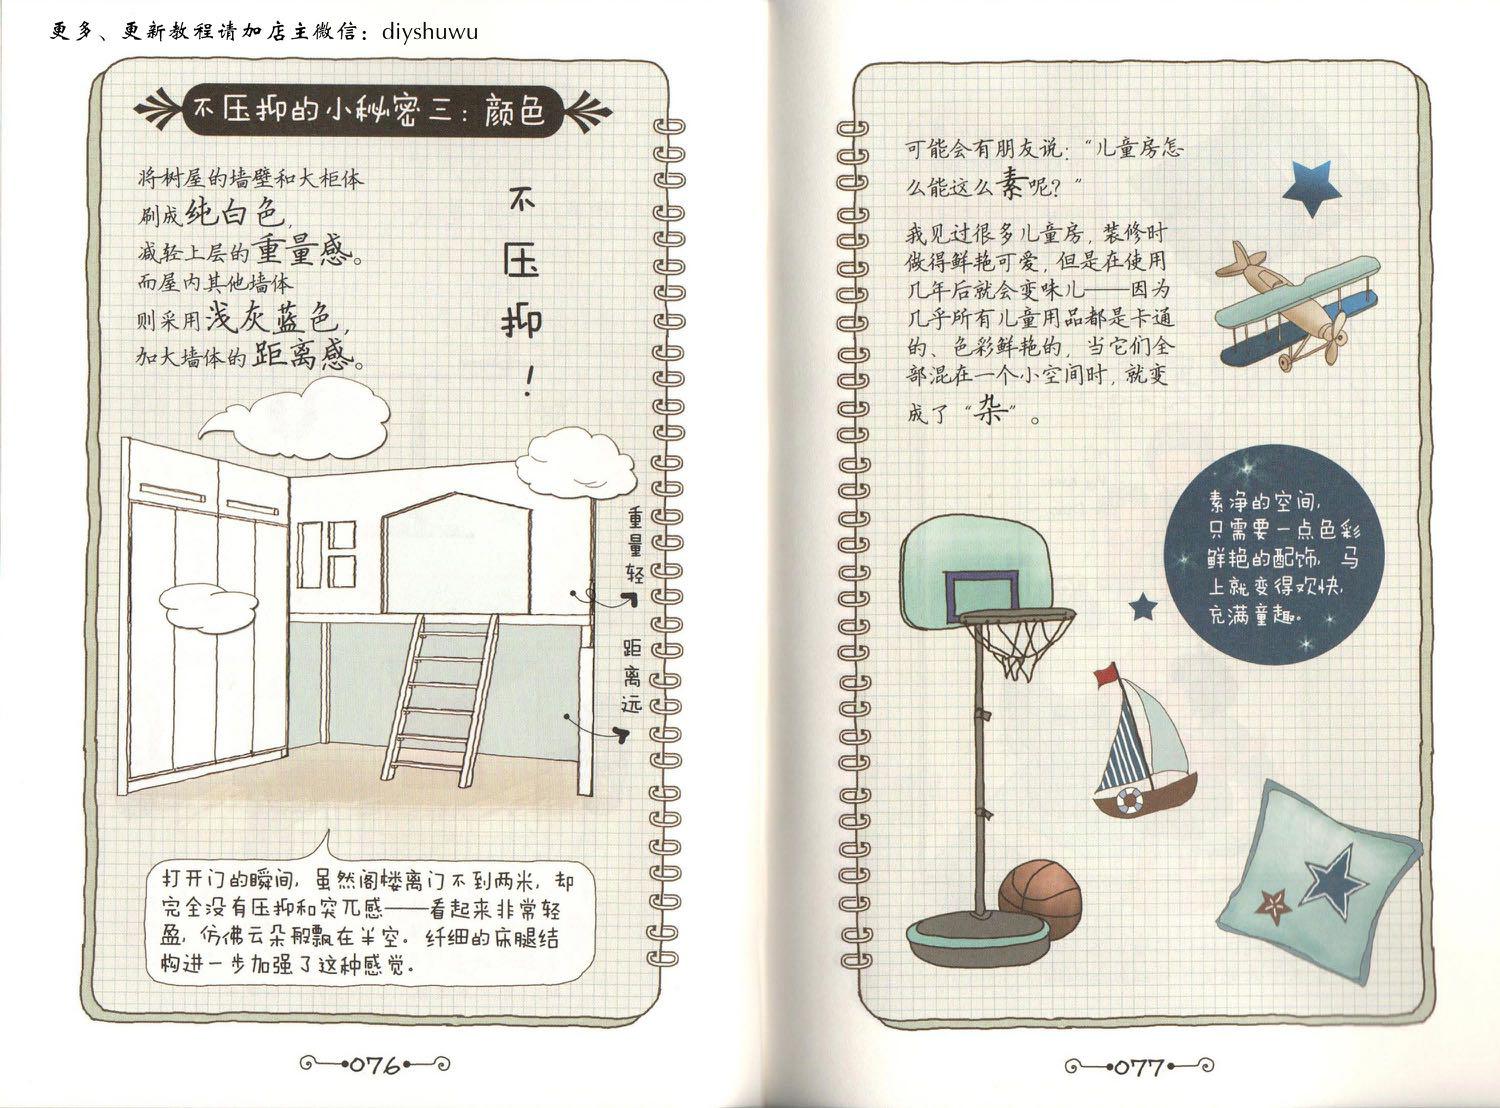 更多、更新教程请加店主微信：diyshuwu
不压抑的小秘密三：颜色
将树屋的墙壁和大柜体
刷成纯白色，
减轻上层的重量感。
而屋内其他墙体
则采用浅灰蓝色，
加大墙体的距离感。
不压抑！
重量轻
距离远
打开门的瞬间，虽然阁楼离门不到两米，却
完全没有压抑和突兀感——看起来非常轻
盈，仿佛云朵般飘在半空。纤细的床腿结
构进一步加强了这种感觉。
076
可能会有朋友说：“儿童房怎
么能这么素呢？”
我见过很多儿童房，装修时
做得鲜艳可爱，但是在使用
几年后就会变味儿——因为
几乎所有儿童用品都是卡通
的、色彩鲜艳的，当它们全
部混在一个小空间时，就变
成了“杂”。
素净的空间，
只需要一点色彩
鲜艳的配饰，马
上就变得欢快，
充满童趣。
077